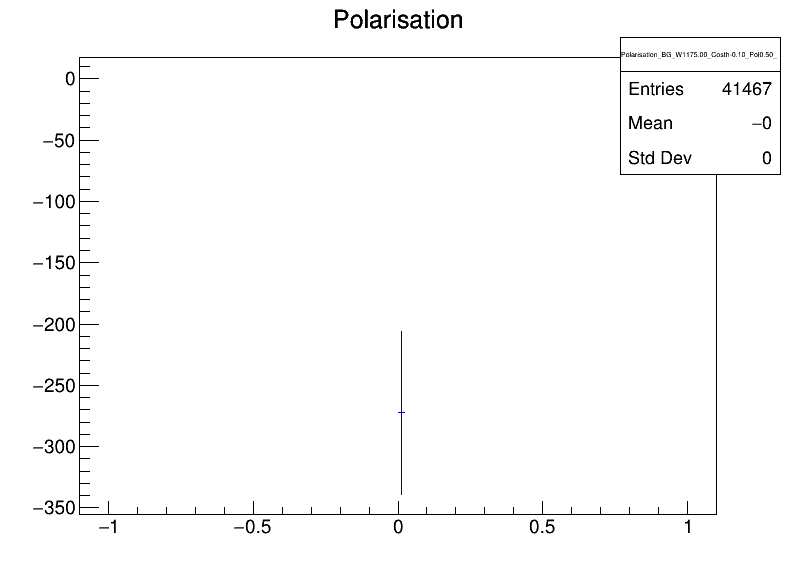 Polarisation
Polarisation_BG_W1175.00_Costh-0.10_Pol0.50_
Entries 41467
Mean −0
Std Dev 0
0
−50
−100
−150
−200
−250
−300
−350
−1 −0.5 0 0.5 1